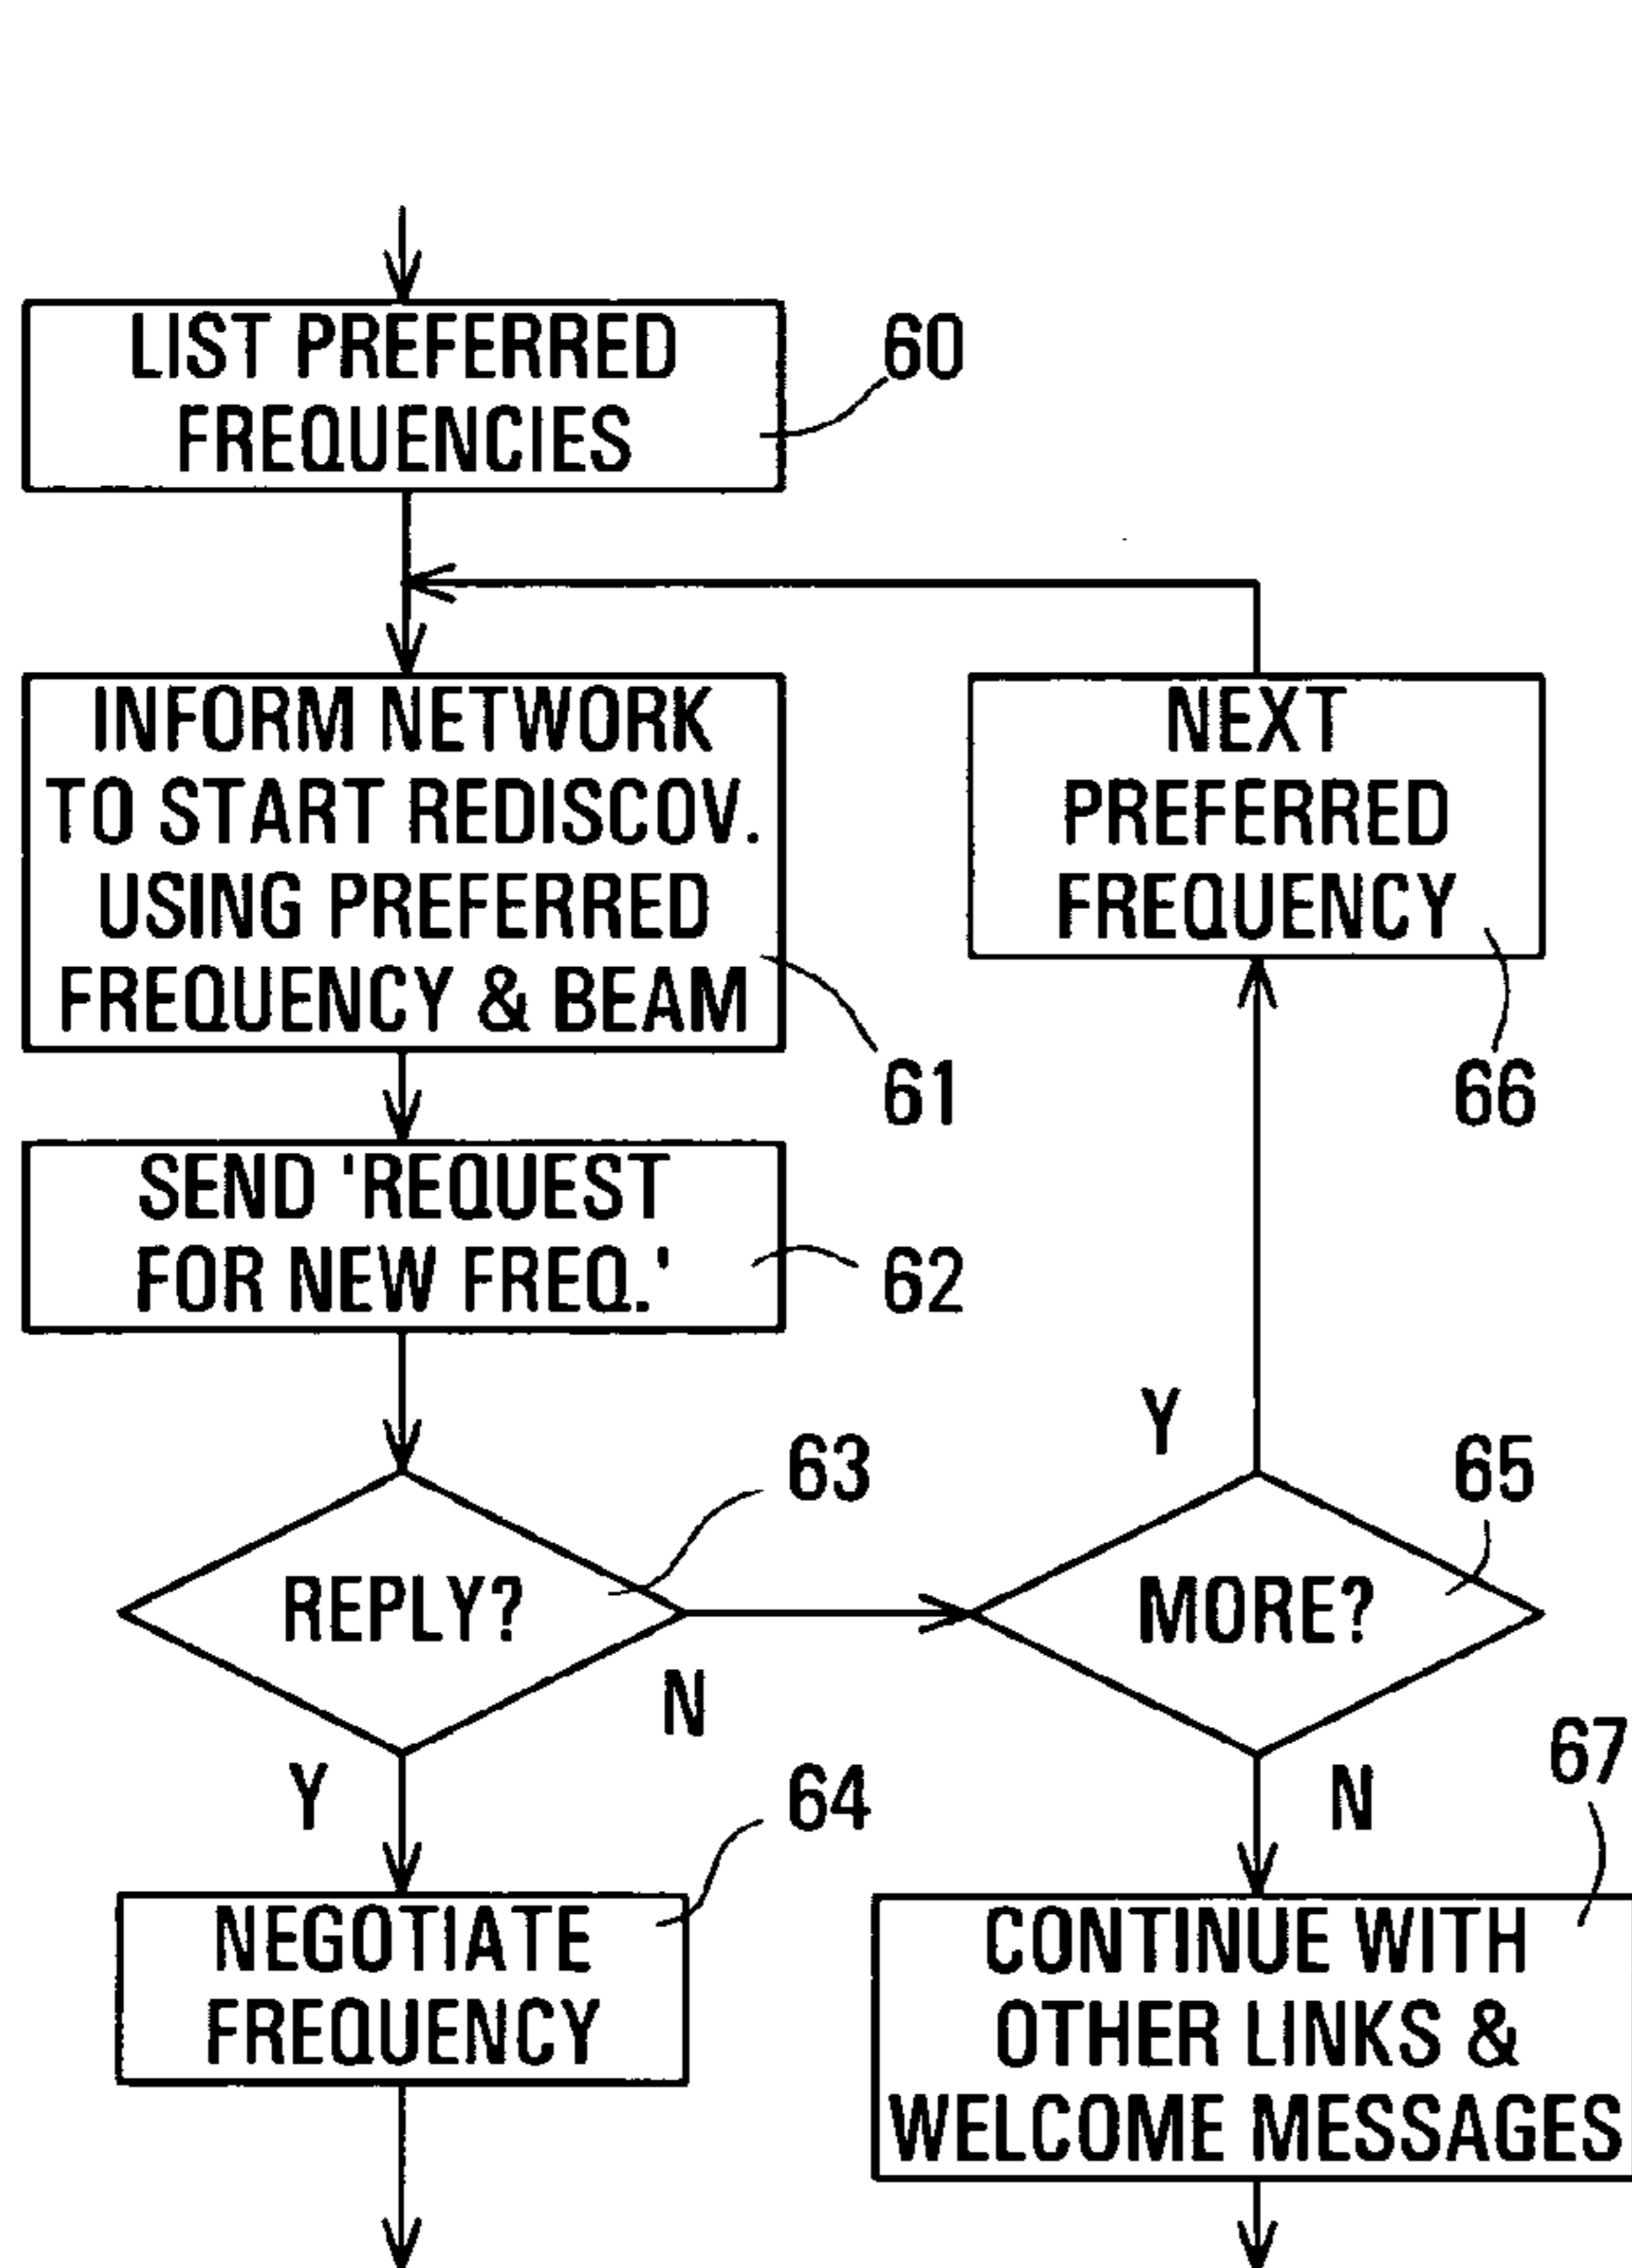 LIST PREFERRED
FREQUENCIES
60
INFORM NETWORK
TO START REDISCOV.
USING PREFERRED
FREQUENCY & BEAM
61
NEXT
PREFERRED
FREQUENCY
66
SEND 'REQUEST
FOR NEW FREQ.'
62
REPLY?
63
N
Y
MORE?
65
Y
N
NEGOTIATE
FREQUENCY
64
CONTINUE WITH
OTHER LINKS &
WELCOME MESSAGES
67